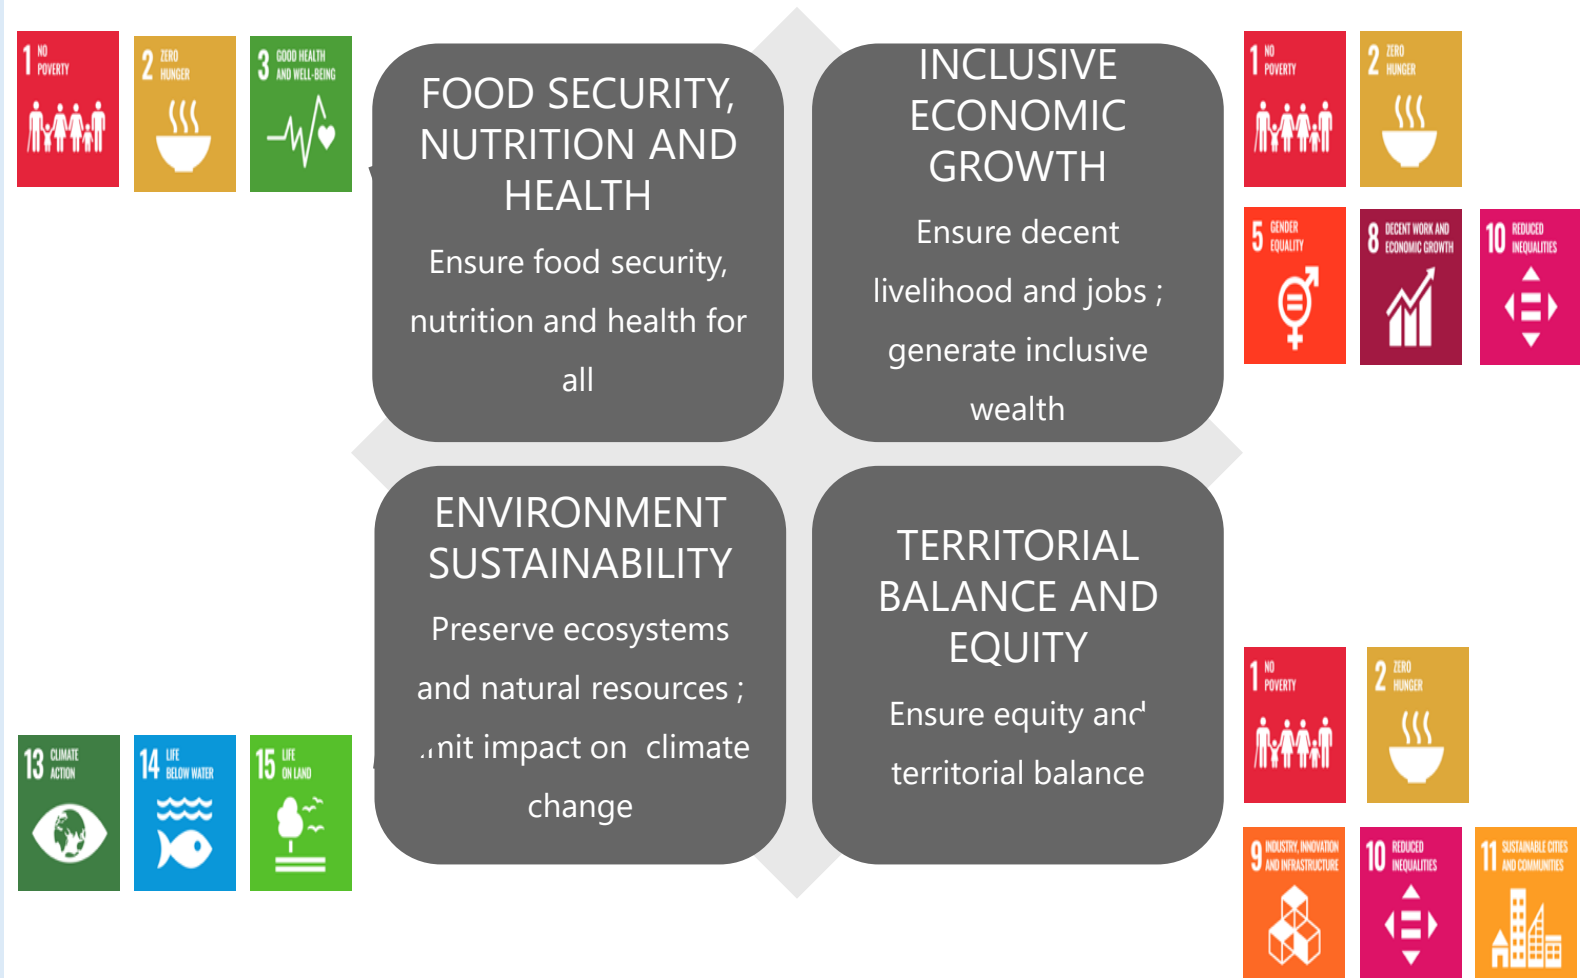 1 NO
POVERTY
2 ZERO
HUNGER
3 GOOD HEALTH
AND WELL-BEING
FOOD SECURITY,
NUTRITION AND
HEALTH
Ensure food security,
nutrition and health for
all
INCLUSIVE
ECONOMIC
GROWTH
Ensure decent
livelihood and jobs ;
generate inclusive
wealth
1 NO
POVERTY
2 ZERO
HUNGER
5 GENDER
EQUALITY
8 DECENT WORK AND
ECONOMIC GROWTH
10 REDUCED
INEQUALITIES
ENVIRONMENT
SUSTAINABILITY
Preserve ecosystems
and natural resources ;
impact on climate
change
13 CLIMATE
ACTION
14 LIFE
BELOW WATER
15 LIFE
ON LAND
TERRITORIAL
BALANCE AND
EQUITY
Ensure equity and
territorial balance
1 NO
POVERTY
2 ZERO
HUNGER
9 INDUSTRY, INNOVATION
AND INFRASTRUCTURE
10 REDUCED
INEQUALITIES
11 SUSTAINABLE CITIES
AND COMMUNITIES